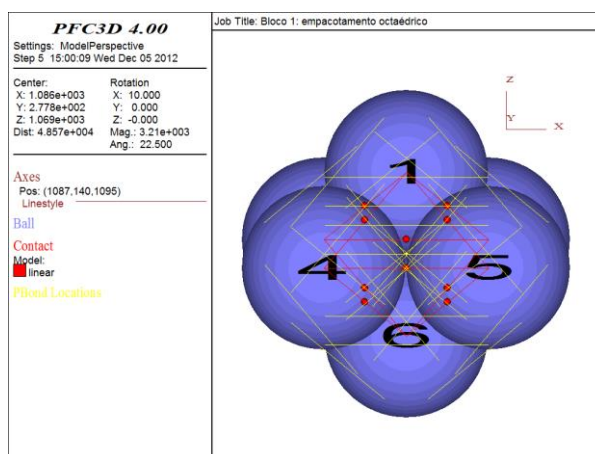 PFC3D 4.00
Settings: ModelPerspective
Step 5 15:00:09 Wed Dec 05 2012
Center:
X: 1.086e+003
Y: 2.778e+002
Z: 1.069e+003
Dist: 4.857e+004
Rotation
X: 10.000
Y: 0.000
Z: -0.000
Mag.: 3.21e+003
Ang.: 22.500
Axes
Pos: (1087,140,1095)
Linestyle
Ball
Contact
Model:
linear
PBond Locations
Job Title: Bloco 1: empacotamento octaédrico
Z
Y
X
1
4
5
6